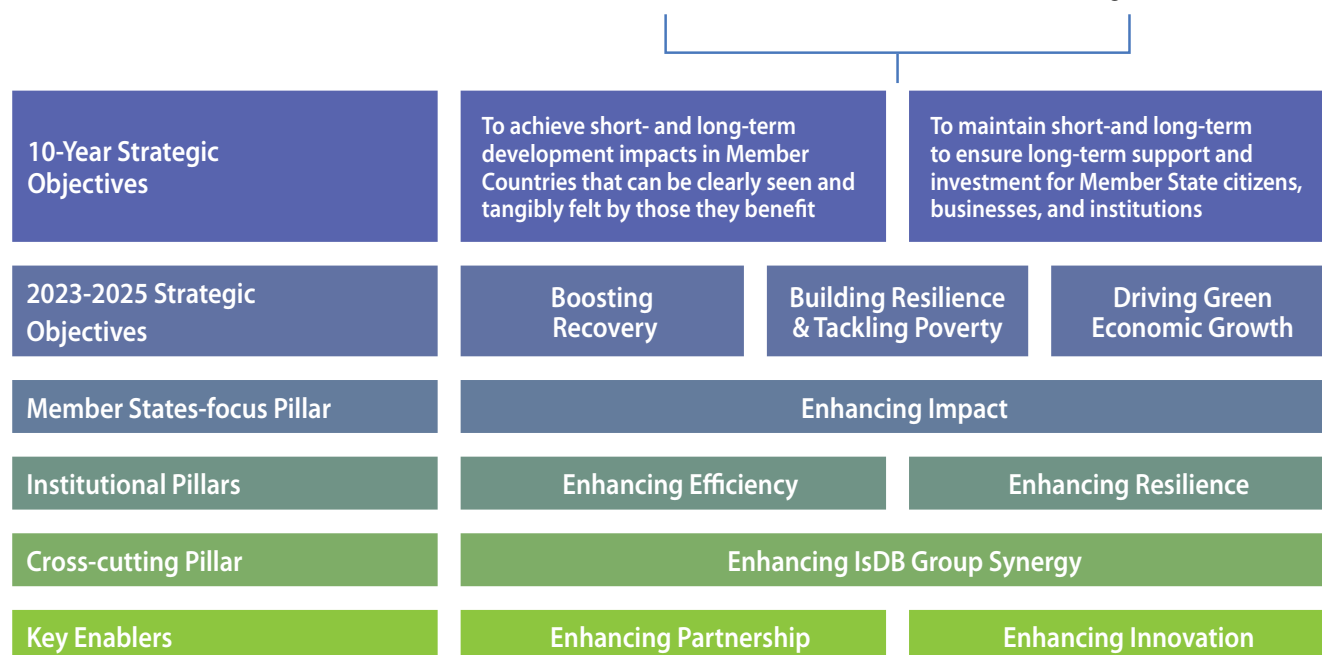 10-Year Strategic
Objectives
To achieve short- and long-term
development impacts in Member
Countries that can be clearly seen and
tangibly felt by those they benefit
To maintain short-and long-term
to ensure long-term support and
investment for Member State citizens,
businesses, and institutions
2023-2025 Strategic
Objectives
Boosting
Recovery
Building Resilience
& Tackling Poverty
Driving Green
Economic Growth
Member States-focus Pillar
Enhancing Impact
Institutional Pillars
Enhancing Efficiency
Enhancing Resilience
Cross-cutting Pillar
Enhancing IsDB Group Synergy
Key Enablers
Enhancing Partnership
Enhancing Innovation